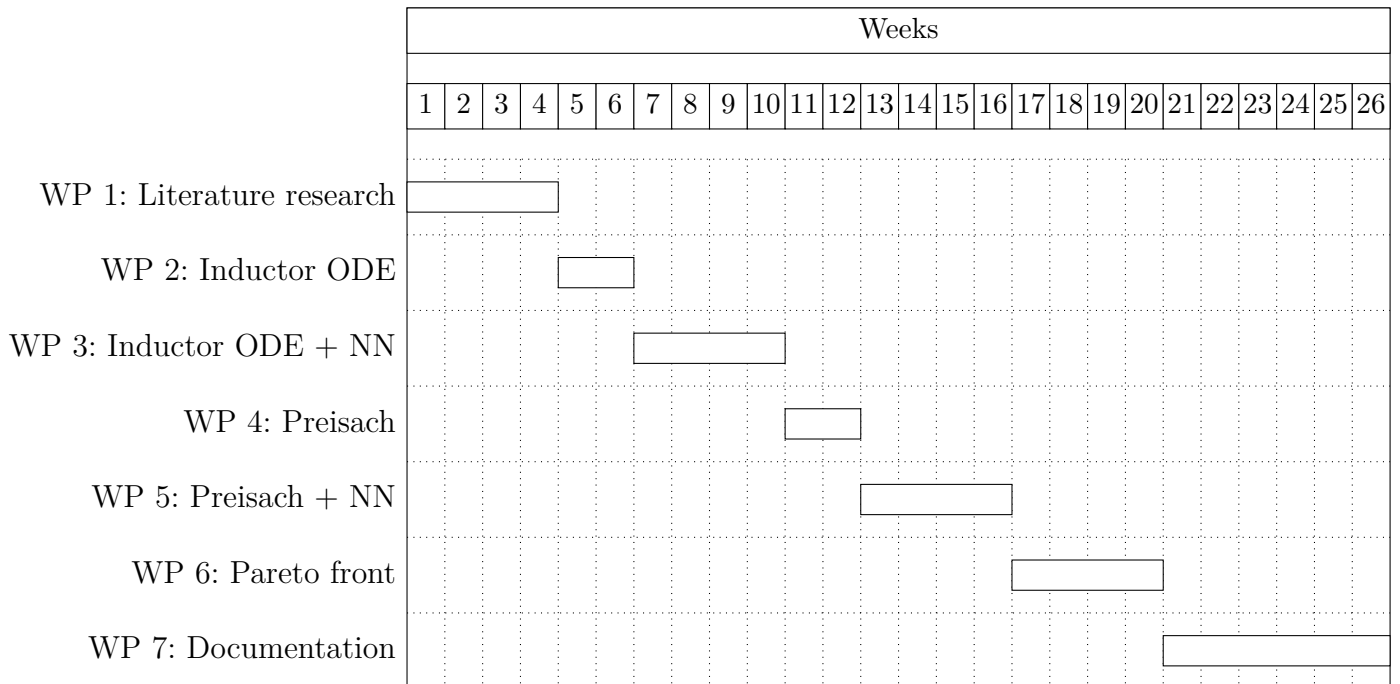 Weeks
1 2 3 4 5 6 7 8 9 10 11 12 13 14 15 16 17 18 19 20 21 22 23 24 25 26
WP 1: Literature research
WP 2: Inductor ODE
WP 3: Inductor ODE + NN
WP 4: Preisach
WP 5: Preisach + NN
WP 6: Pareto front
WP 7: Documentation